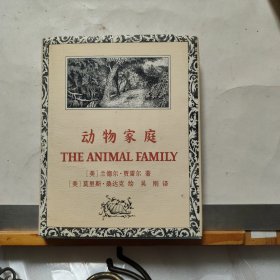 动物家庭
THE ANIMAL FAMILY
[美] 兰德尔·贾雷尔 著
[美] 莫里斯·桑达克 绘 吴刚 译